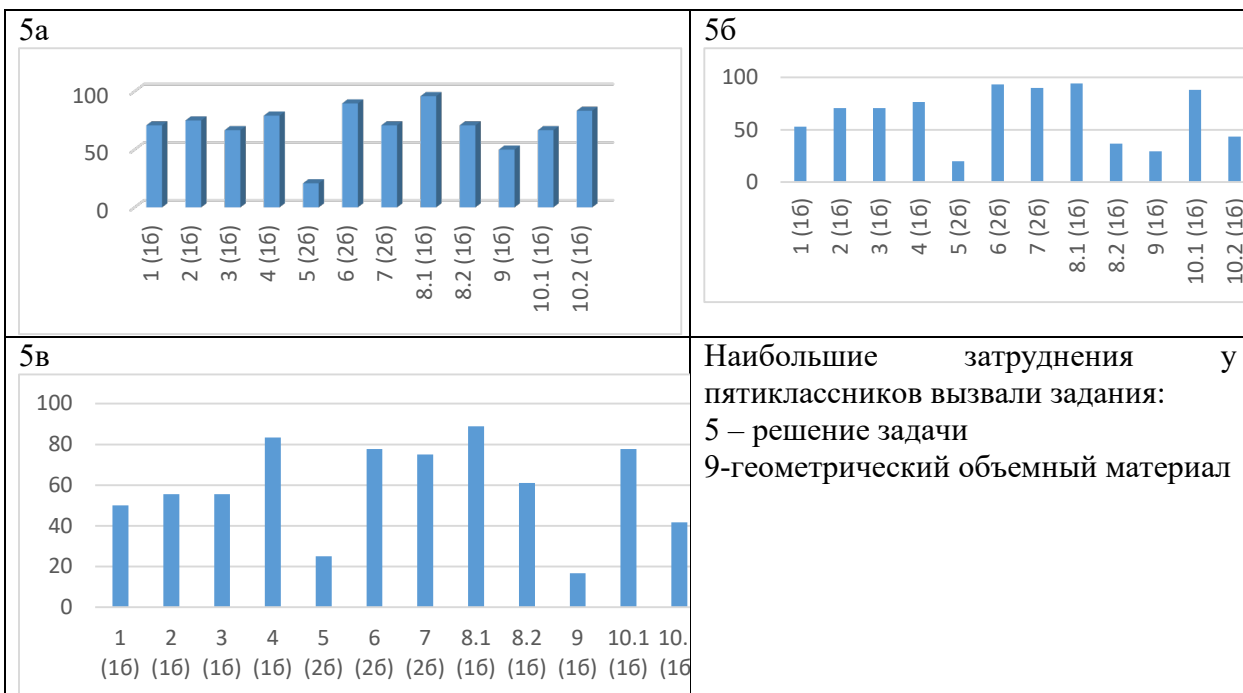 5а
100
50
0
1 (1б)
2 (1б)
3 (1б)
4 (1б)
5 (2б)
6 (2б)
7 (2б)
8.1 (1б)
8.2 (1б)
9 (1б)
10.1 (1б)
10.2 (1б)
5б
100
50
0
1 (1б)
2 (1б)
3 (1б)
4 (1б)
5 (2б)
6 (2б)
7 (2б)
8.1 (1б)
8.2 (1б)
9 (1б)
10.1 (1б)
10.2 (1б)
5в
100
80
60
40
20
0
1 2 3 4 5 6 7 8.1 8.2 9 10.1 10.
(1б) (1б) (1б) (1б) (2б) (2б) (2б) (1б) (1б) (1б) (1б) (1б
Наибольшие затруднения у
пятиклассников вызвали задания:
5 – решение задачи
9-геометрический объемный материал